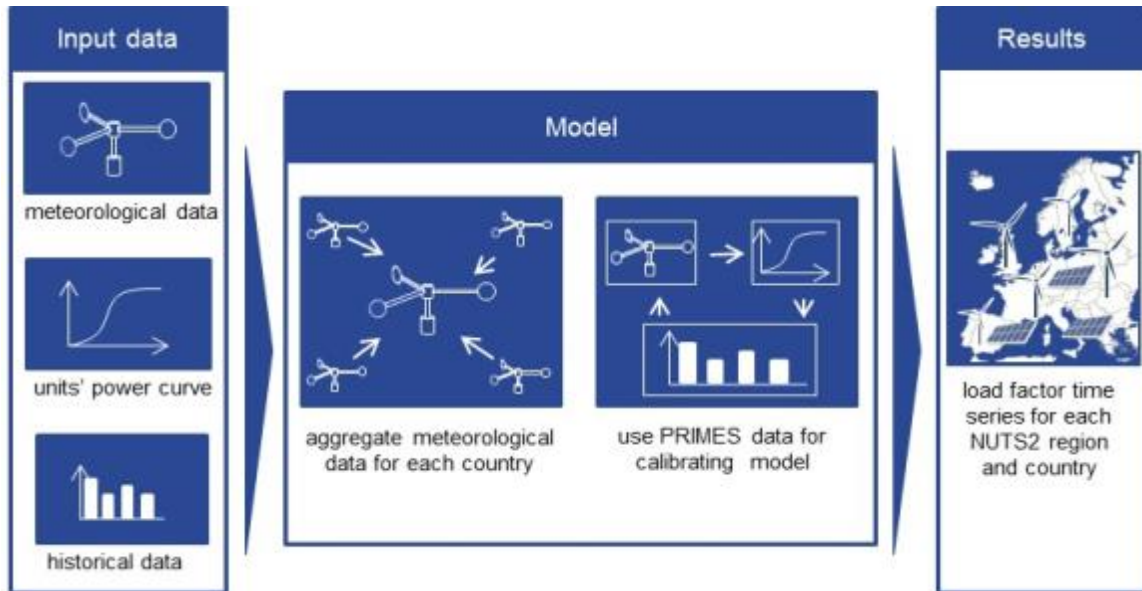 Input data
meteorological data
units' power curve
historical data
Model
aggregate meteorological
data for each country
use PRIMES data for
calibrating model
Results
load factor time
series for each
NUTS2 region
and country